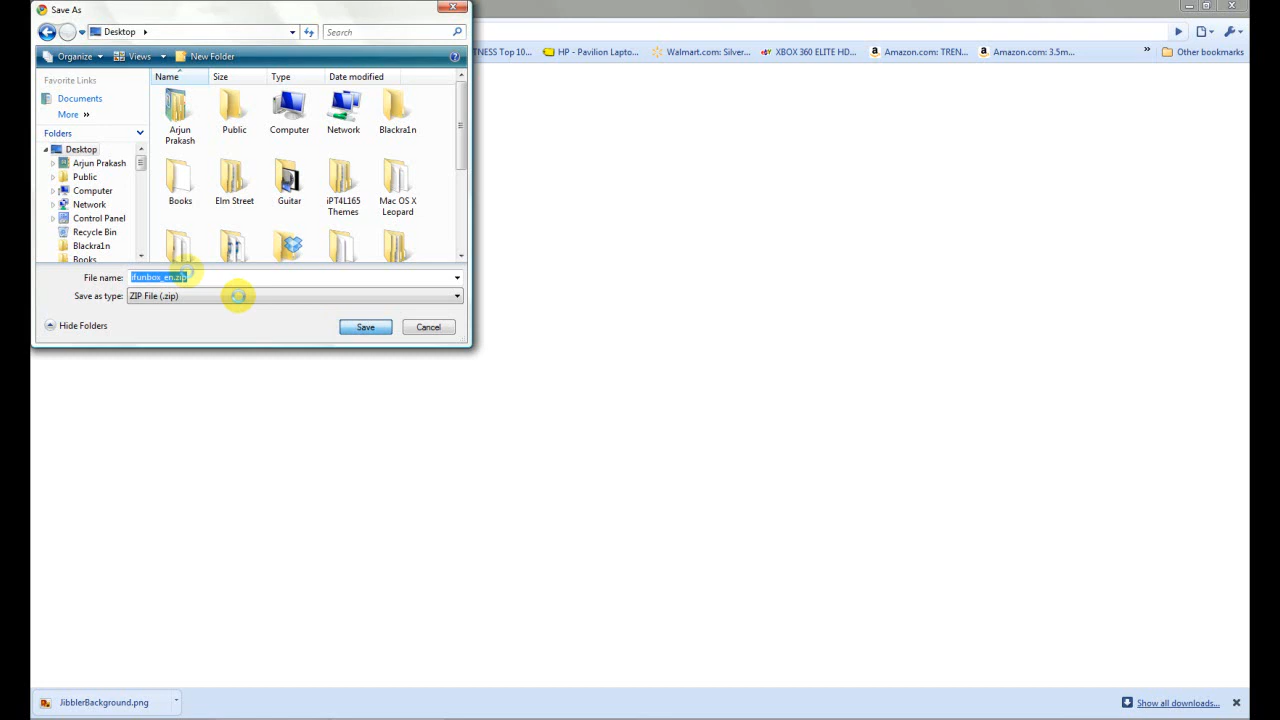 Save As
Desktop
Search
Organize Views New Folder
Favorite Links
Documents
More »
Folders
Desktop
Arjun Prakash
Public
Computer
Network
Control Panel
Recycle Bin
Blackra1n
Books
Name Size Type Date modified
Arjun Prakash
Public
Computer
Network
Blackra1n
Books
Elm Street
Guitar
iPT4L165 Themes
Mac OS X Leopard
File name: ifunbox_en.zip
Save as type: ZIP File (.zip)
Hide Folders
Save Cancel
TNESS Top 10... HP - Pavilion Lapto... Walmart.com: Silver... XBOX 360 ELITE HD... Amazon.com: TREN... Amazon.com: 3.5m... » Other bookmarks
JibblerBackground.png
Show all downloads...